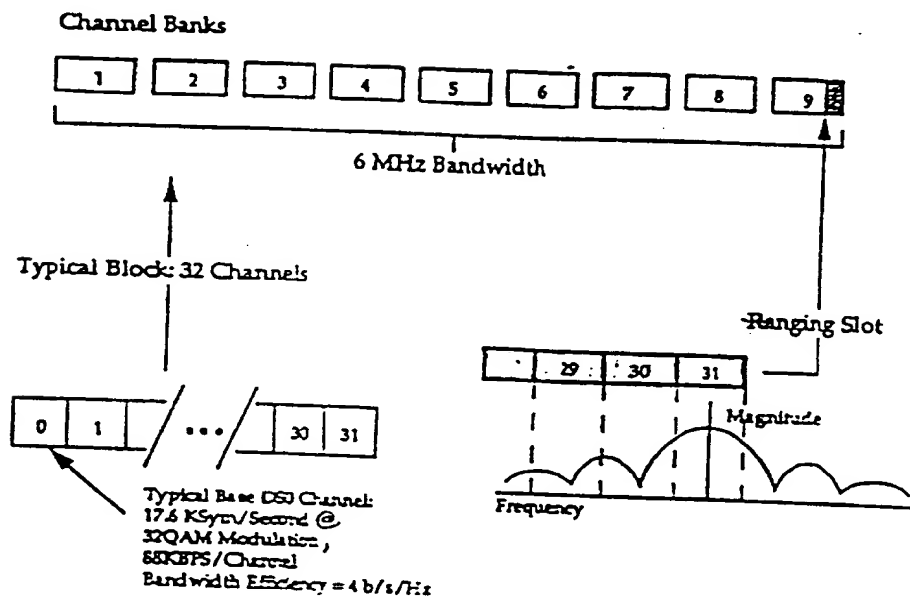 Channel Banks
1 2 3 4 5 6 7 8 9
6 MHz Bandwidth
Typical Block: 32 Channels
Ranging Slot
29 30 31
0 1 ••• 30 31
Magnitude
Frequency
Typical Base DS0 Channel:
17.6 KSym/Second @
32QAM Modulation,
88KBPS/Channel
Bandwidth Efficiency = 4 b/s/Hz